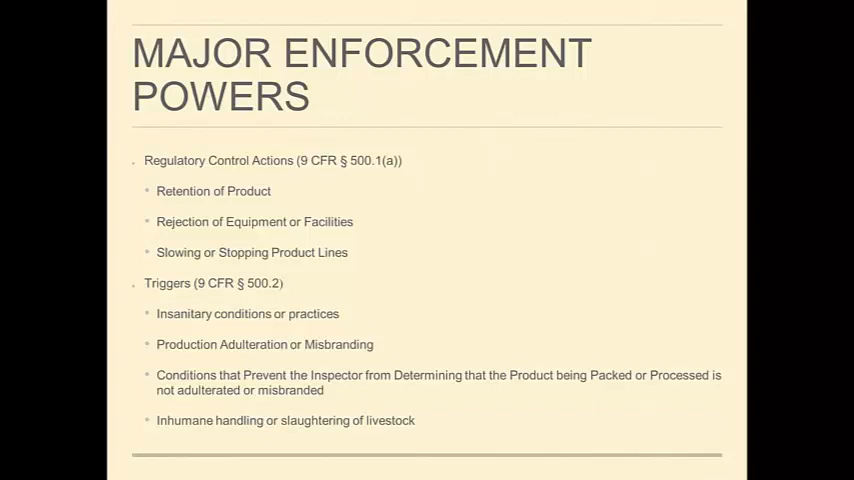 MAJOR ENFORCEMENT
POWERS
Regulatory Control Actions (9 CFR § 500.1(a))
Retention of Product
Rejection of Equipment or Facilities
Slowing or Stopping Product Lines
Triggers (9 CFR § 500.2)
Insanitary conditions or practices
Production Adulteration or Misbranding
Conditions that Prevent the Inspector from Determining that the Product being Packed or Processed is
not adulterated or misbranded
Inhumane handling or slaughtering of livestock